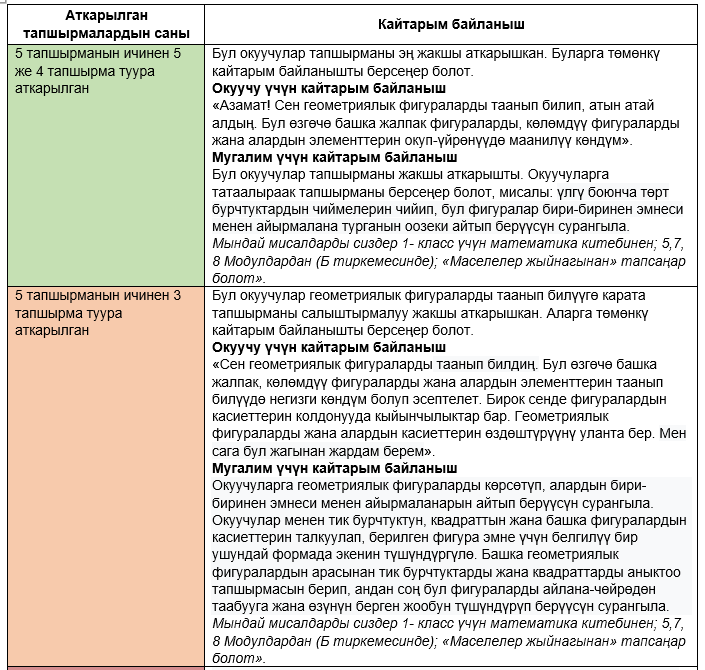 Аткарылган
тапшырмалардын саны
Кайтарым байланыш
5 тапшырманын ичинен 5
же 4 тапшырма туура
аткарылган
Бул окуучулар тапшырманы эң жакшы аткарышкан. Буларга төмөнкү
кайтарым байланышты берсеңер болот.
Окуучу үчүн кайтарым байланыш
«Азамат! Сен геометриялык фигураларды таанып билип, атын атай
алдың. Бул өзгөчө башка жалпак фигураларды, көлөмдүү фигураларды
жана алардын элементтерин окуп-үйрөнүүдө маанилүү көндүм».
Мугалим үчүн кайтарым байланыш
Бул окуучулар тапшырманы жакшы аткарышты. Окуучуларга
татаалыраак тапшырманы берсеңер болот, мисалы: үлгү боюнча төрт
бурчтуктардын чиймелерин чийип, бул фигуралар бири-биринен эмнеси
менен айырмалана турганын оозеки айтып берүүсүн сурангыла.
Мындай мисалдарды сиздер 1- класс үчүн математика китебинен; 5,7,
8 Модулдардан (Б тиркемесинде); «Маселелер жыйнагынан» тапсаңар
болот».
5 тапшырманын ичинен 3
тапшырма туура
аткарылган
Бул окуучулар геометриялык фигураларды таанып билүүгө карата
тапшырманы салыштырмалуу жакшы аткарышкан. Аларга төмөнкү
кайтарым байланышты берсеңер болот.
Окуучу үчүн кайтарым байланыш
«Сен геометриялык фигураларды таанып билдиң. Бул өзгөчө башка
жалпак, көлөмдүү фигураларды жана алардын элементтерин таанып
билүүдө негизги көндүм болуп эсептелет. Бирок сенде фигуралардын
касиеттерин колдонууда кыйынчылыктар бар. Геометриялык
фигураларды жана алардын касиеттерин өздөштүрүүнү уланта бер. Мен
сага бул жагынан жардам берем».
Мугалим үчүн кайтарым байланыш
Окуучуларга геометриялык фигураларды көрсөтүп, алардын бири-
биринен эмнеси менен айырмаланарын айтып берүүсүн сурангыла.
Окуучулар менен тик бурчтуктун, квадраттын жана башка фигуралардын
касиеттерин талкуулап, берилген фигура эмне үчүн белгилүү бир
ушундай формада экенин түшүндүргүлө. Башка геометриялык
фигуралардын арасынан тик бурчтуктарды жана квадраттарды аныктоо
тапшырмасын берип, андан соң бул фигураларды айлана-чөйрөдөн
таабууга жана өзүнүн берген жообун түшүндүрүп берүүсүн сурангыла.
Мындай мисалдарды сиздер 1- класс үчүн математика китебинен; 5,7,
8 Модулдардан (Б тиркемесинде); «Маселелер жыйнагынан» тапсаңар
болот».